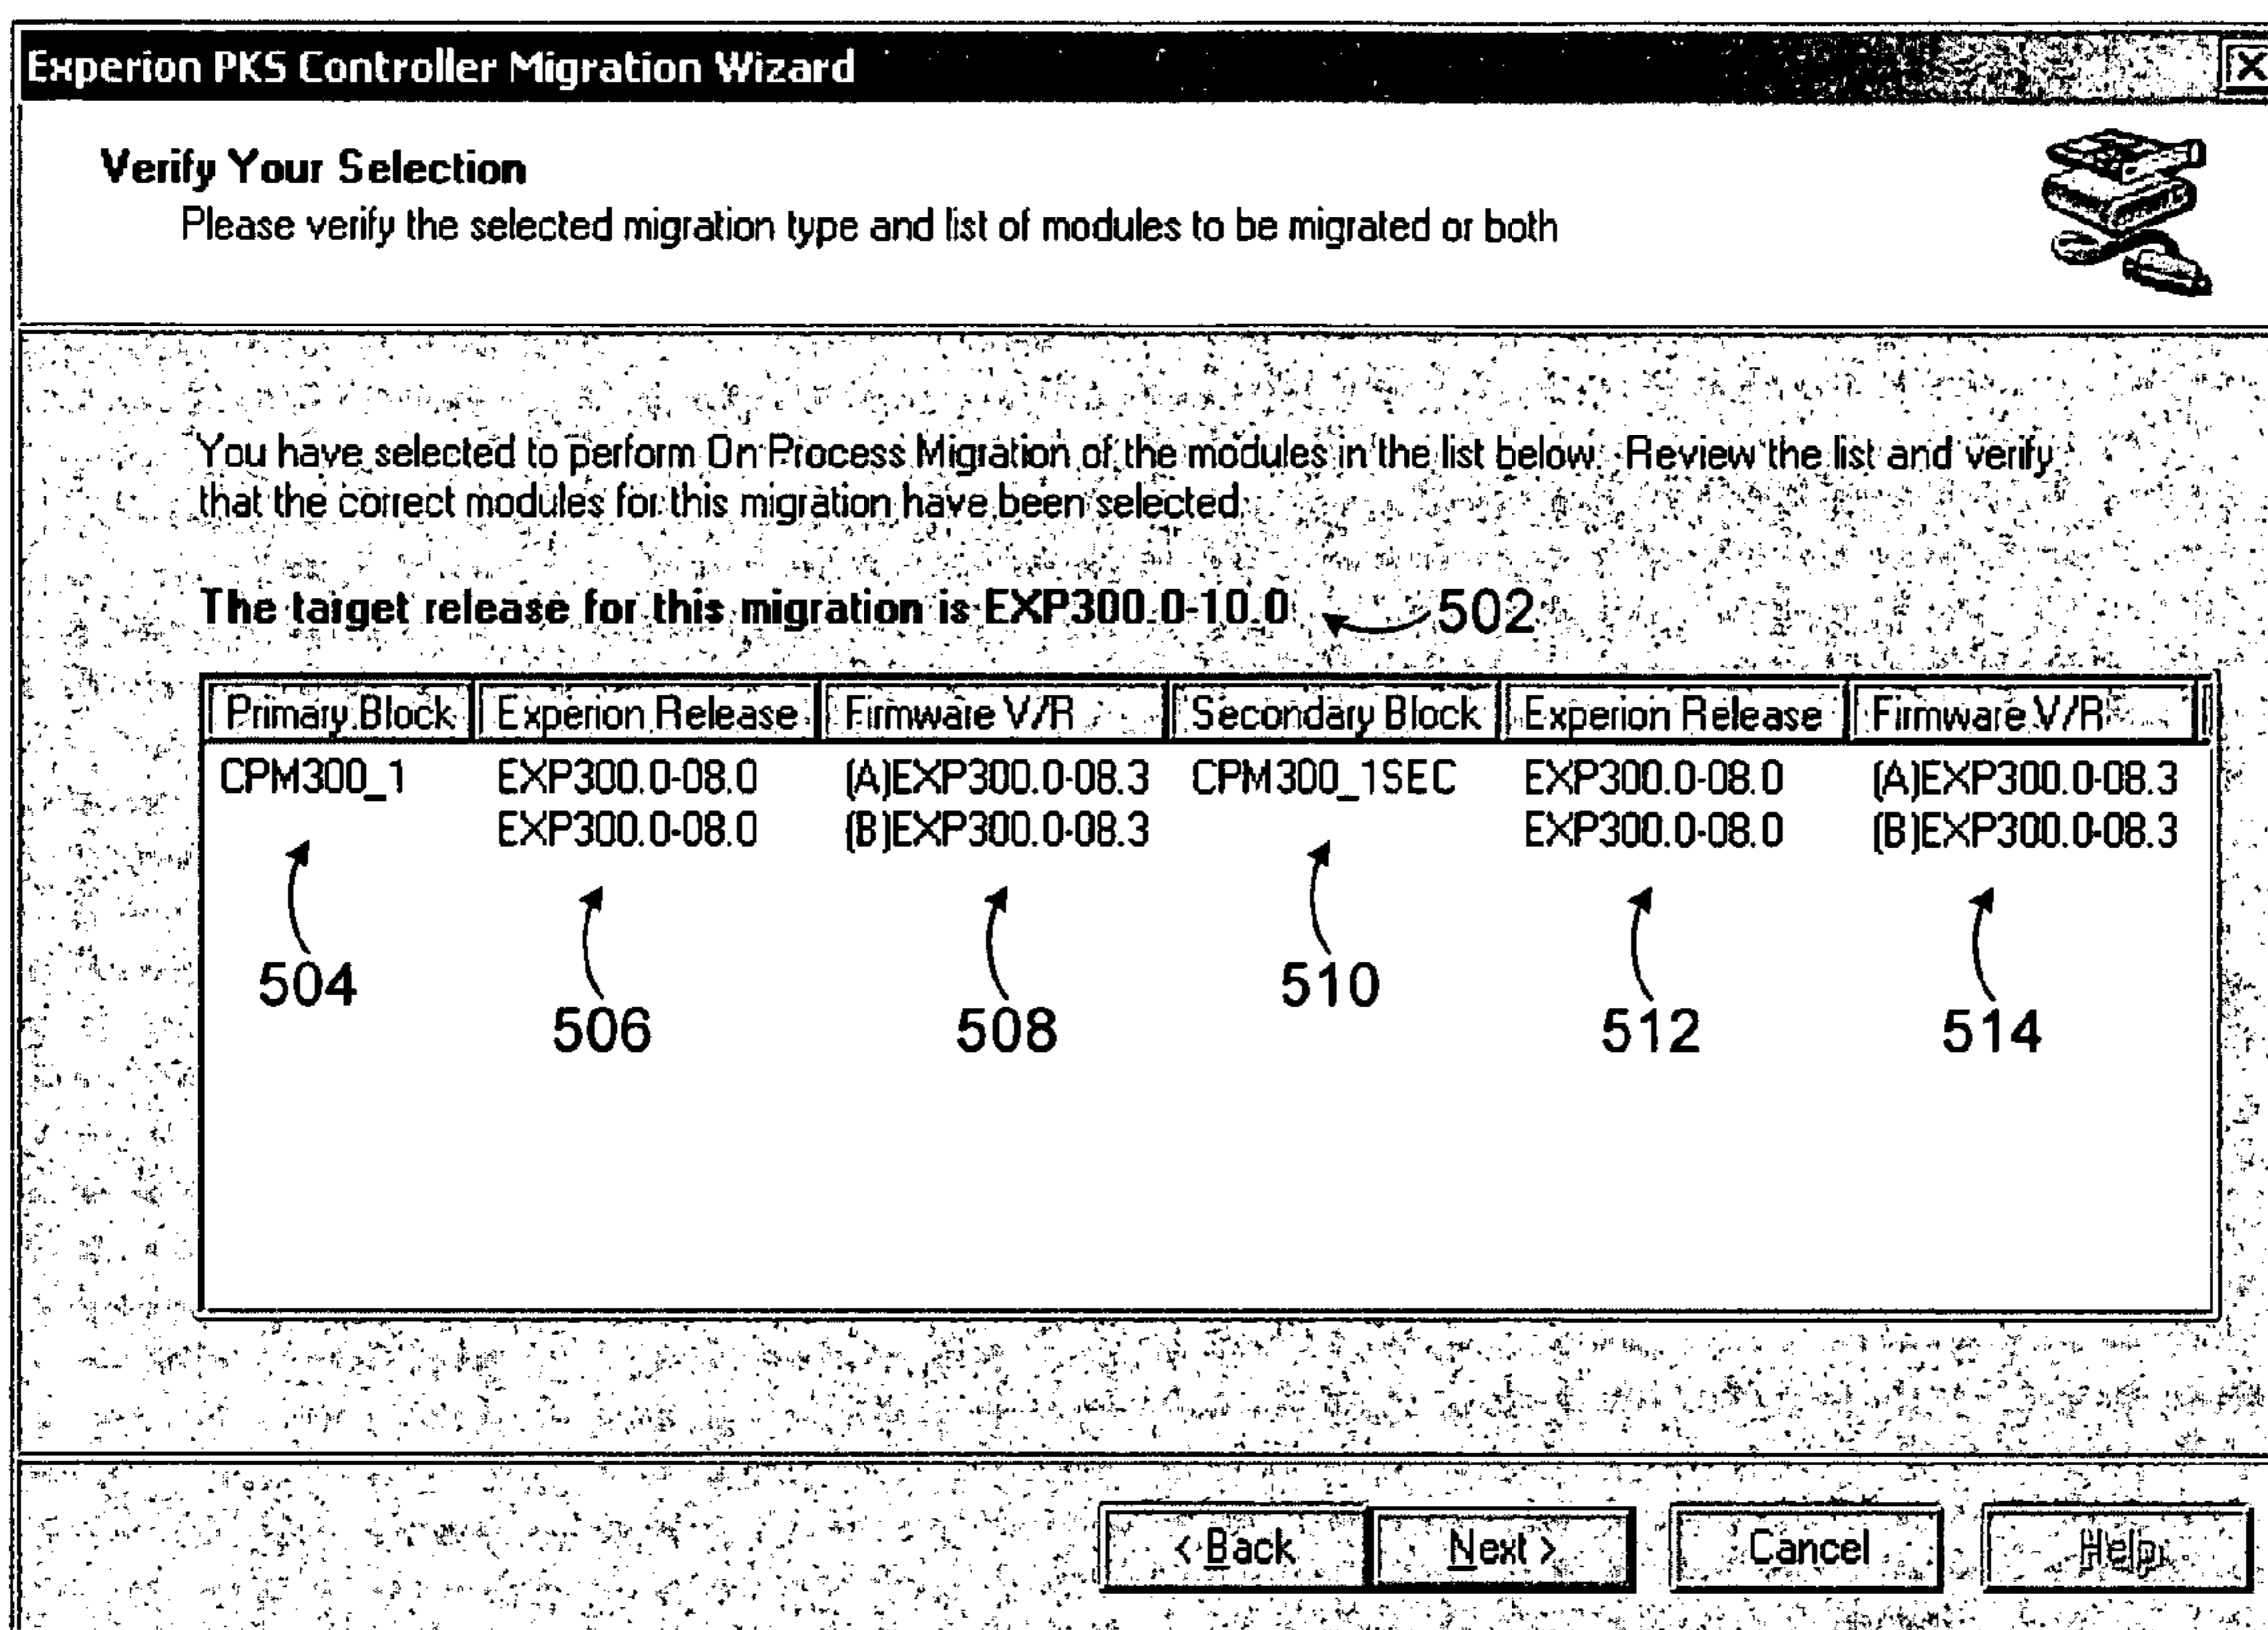 Experion PKS Controller Migration Wizard
Verify Your Selection
Please verify the selected migration type and list of modules to be migrated or both
You have selected to perform On Process Migration of the modules in the list below. Review the list and verify
that the correct modules for this migration have been selected.
The target release for this migration is EXP300.0-10.0 502
Primary Block Experion Release Firmware V/R Secondary Block Experion Release Firmware V/R
CPM300_1 EXP300.0-08.0 (A)EXP300.0-08.3 CPM300_1SEC EXP300.0-08.0 (A)EXP300.0-08.3
EXP300.0-08.0 (B)EXP300.0-08.3 EXP300.0-08.0 (B)EXP300.0-08.3
504 510
506 508 512 514
< Back Next > Cancel Help